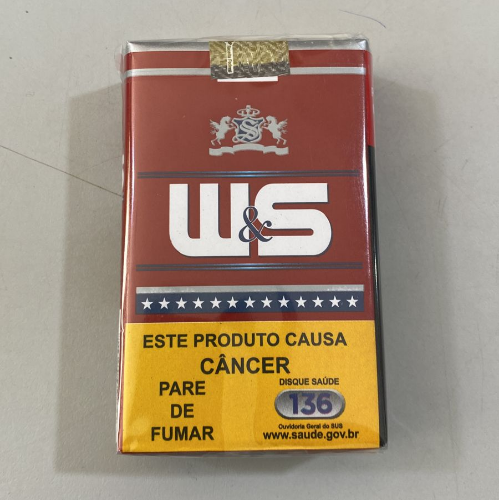 S
W&S
ESTE PRODUTO CAUSA
CÂNCER
PARE
DE
FUMAR
DISQUE SAÚDE
136
Ouvidoria Geral do SUS
www.saude.gov.br